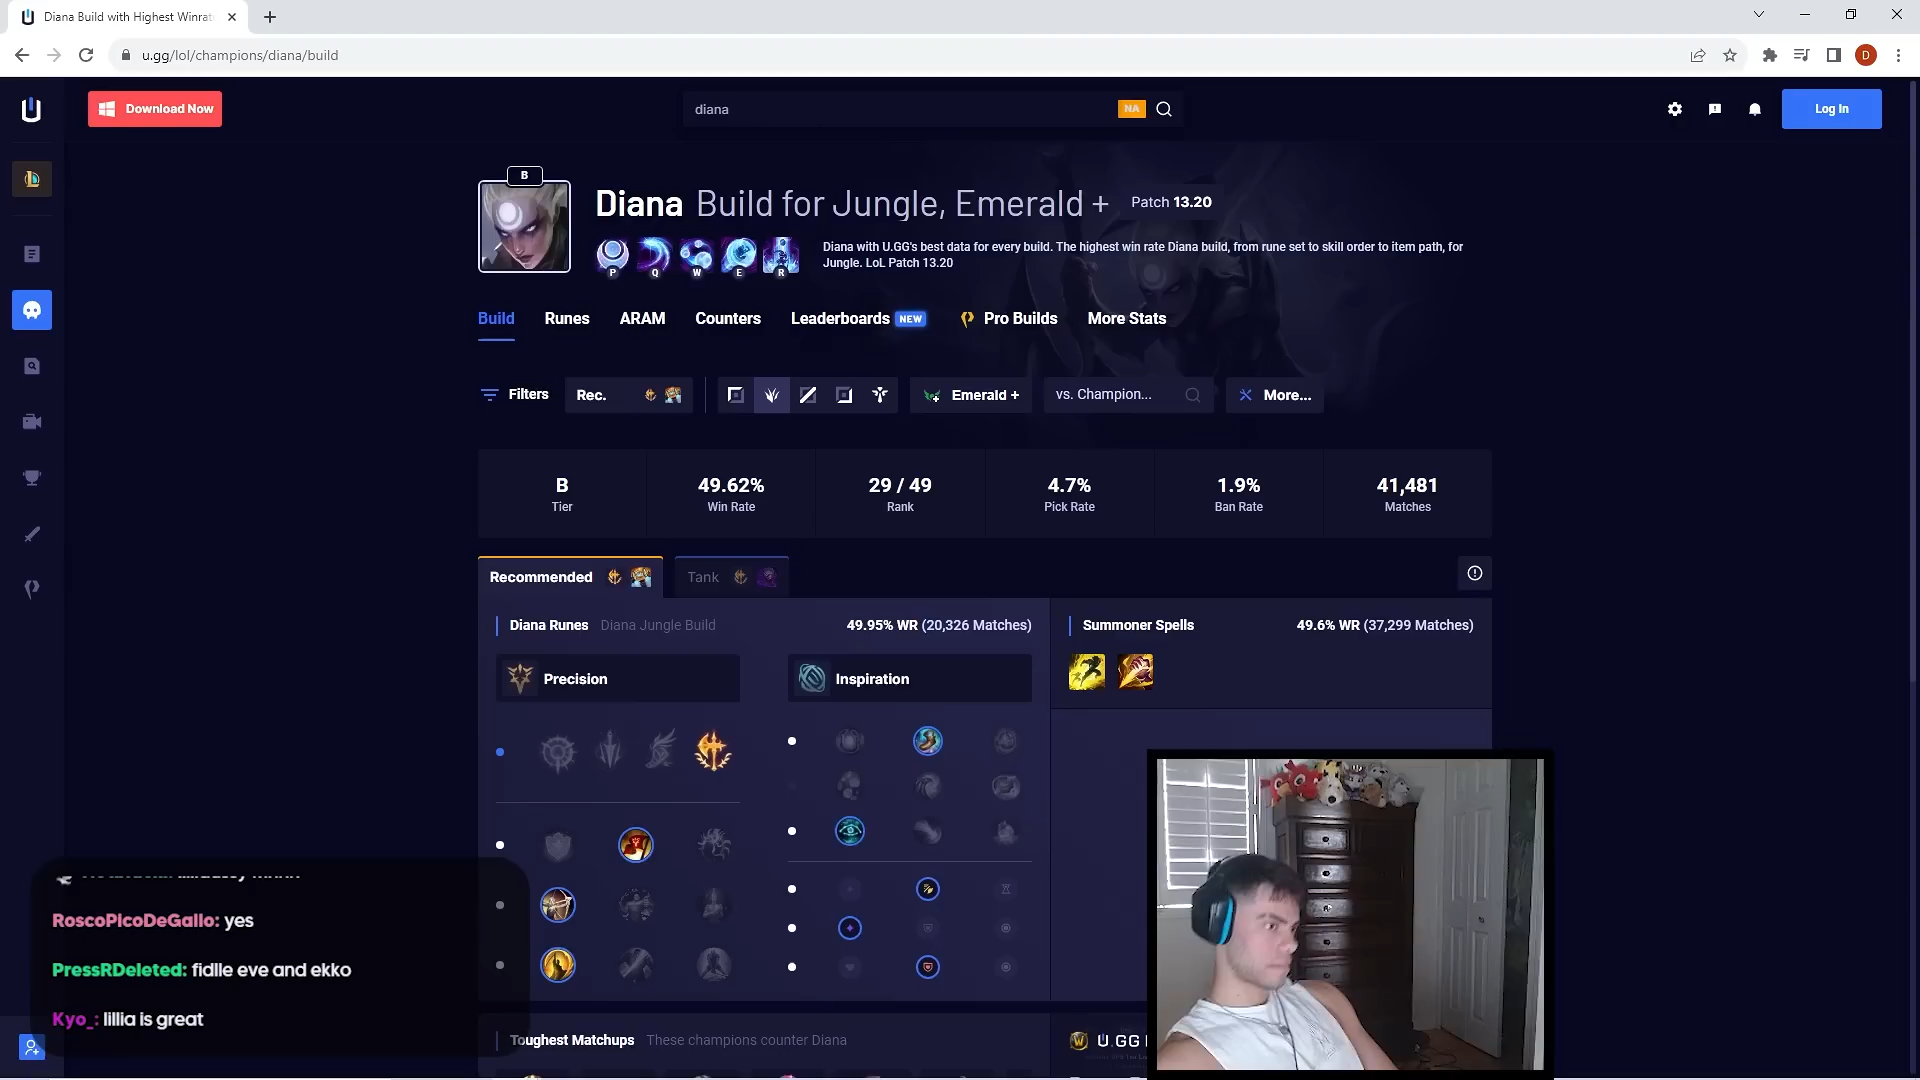 Diana Build with Highest Winrat
u.gg/lol/champions/diana/build
D
Download Now
diana
NA
Log In
B
Diana Build for Jungle, Emerald +
Patch 13.20
P
Q
W
E
R
Diana with U.GG's best data for every build. The highest win rate Diana build, from rune set to skill order to item path, for
Jungle. LoL Patch 13.20
Build
Runes
ARAM
Counters
Leaderboards NEW
Pro Builds
More Stats
Filters
Rec.
Emerald +
vs. Champion...
More...
B
49.62%
29 / 49
4.7%
1.9%
41,481
Tier
Win Rate
Rank
Pick Rate
Ban Rate
Matches
Recommended
Tank
Diana Runes Diana Jungle Build
49.95% WR (20,326 Matches)
Summoner Spells
49.6% WR (37,299 Matches)
Precision
Inspiration
RoscoPicoDeGallo: yes
PressRDeleted: fidlle eve and ekko
Kyo_: lillia is great
Toughest Matchups These champions counter Diana
U.GG